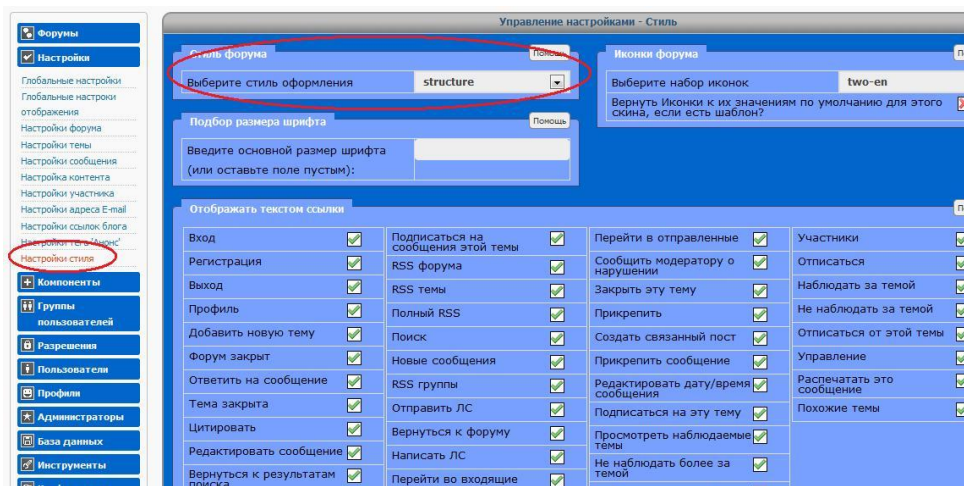 Управление настройками - Стиль
Форумы
Настройки
Глобальные настройки
Глобальные настроки
отображения
Настройки форума
Настройки темы
Настройки сообщения
Настройка контента
Настройки участника
Настройки адреса E-mail
Настройки ссылок блога
Настройки тега 'Анонс'
Настройки стиля
Компоненты
Группы
пользователей
Разрешения
Пользователи
Профили
Администраторы
База данных
Инструменты
Стиль форума
Помощь
Выберите стиль оформления
structure
Подбор размера шрифта
Помощь
Введите основной размер шрифта
(или оставьте поле пустым):
Иконки форума
Выберите набор иконок
two-en
Вернуть Иконки к их значениям по умолчанию для этого
скина, если есть шаблон?
Отображать текстом ссылки
Вход
Регистрация
Выход
Профиль
Добавить новую тему
Форум закрыт
Ответить на сообщение
Тема закрыта
Цитировать
Редактировать сообщение
Вернуться к результатам
поиска
Подписаться на
сообщения этой темы
RSS форума
RSS темы
Полный RSS
Поиск
Новые сообщения
RSS группы
Отправить ЛС
Вернуться к форуму
Написать ЛС
Перейти во входящие
Перейти в отправленные
Сообщить модератору о
нарушении
Закрыть эту тему
Прикрепить
Создать связанный пост
Прикрепить сообщение
Редактировать дату/время
сообщения
Подписаться на эту тему
Просмотреть наблюдаемые
темы
Не наблюдать более за
темой
Участники
Отписаться
Наблюдать за темой
Не наблюдать за темой
Отписаться от этой темы
Управление
Распечатать это
сообщение
Похожие темы